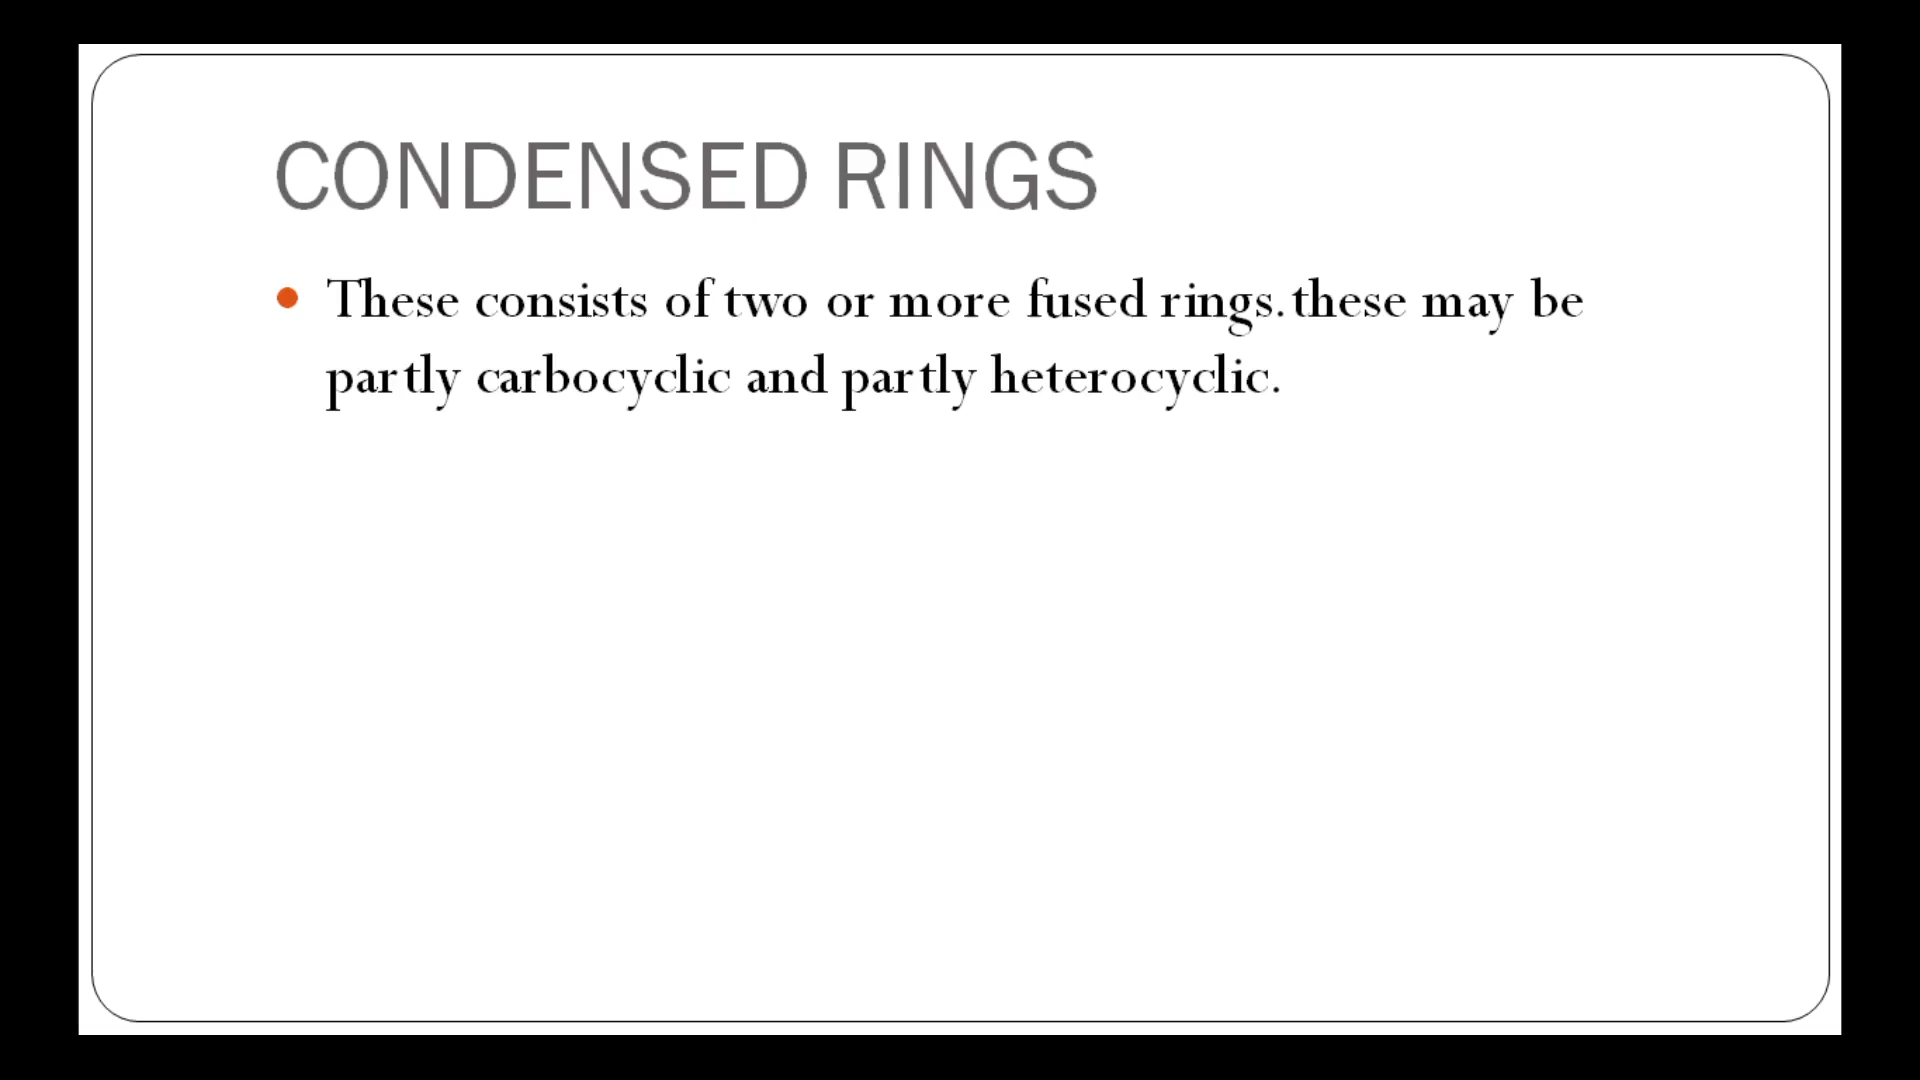 CONDENSED RINGS
• These consists of two or more fused rings.these may be
partly carbocyclic and partly heterocyclic.